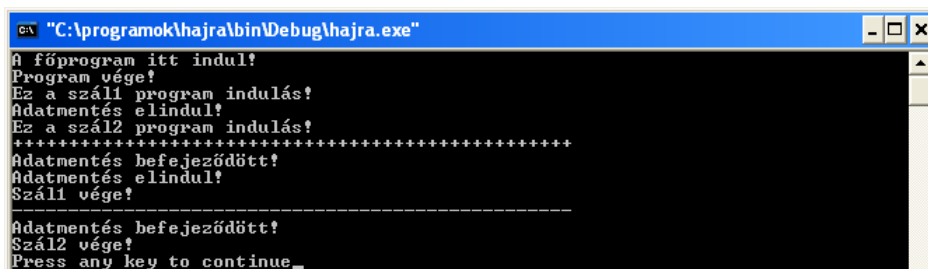 "C:\programok\hajra\bin\Debug\hajra.exe"
A főprogram itt indul!
Program vége!
Ez a szál1 program indulás!
Adatmentés elindul!
Ez a szál2 program indulás!
++++++++++++++++++++++++++++++++++++++++++++++++++
Adatmentés befejeződött!
Adatmentés elindul!
Szál1 vége!
--------------------------------------------------
Adatmentés befejeződött!
Szál2 vége!
Press any key to continue_